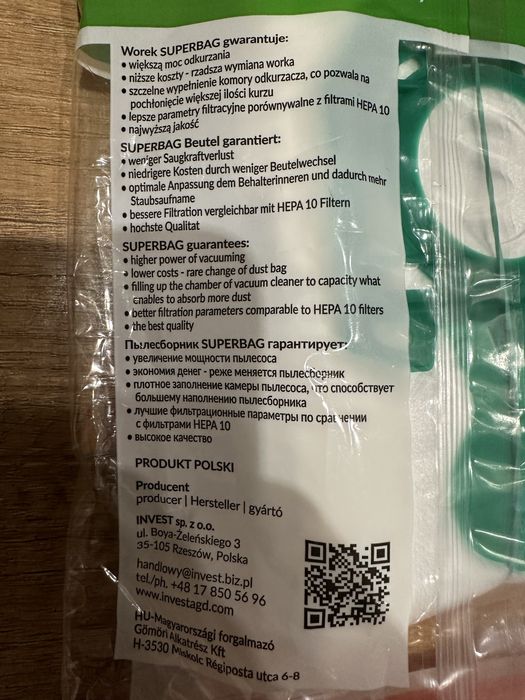 Worek SUPERBAG gwarantuje:
• większą moc odkurzania
• niższe koszty - rzadsza wymiana worka
• szczelne wypełnienie komory odkurzacza, co pozwala na
pochłonięcie większej ilości kurzu
• lepsze parametry filtracyjne porównywalne z filtrami HEPA 10
• najwyższą jakość
SUPERBAG Beutel garantiert:
• weniger Saugkraftverlust
• niedrigere Kosten durch weniger Beutelwechsel
• optimale Anpassung dem Behalterinneren und dadurch mehr
Staubsaufname
• bessere Filtration vergleichbar mit HEPA 10 Filtern
• hochste Qualitat
SUPERBAG guarantees:
• higher power of vacuuming
• lower costs - rare change of dust bag
• filling up the chamber of vacuum cleaner to capacity what
enables to absorb more dust
• better filtration parameters comparable to HEPA 10 filters
• the best quality
Пылесборник SUPERBAG гарантирует:
• увеличение мощности пылесоса
• экономия денег - реже меняется пылесборник
• плотное заполнение камеры пылесоса, что способствует
большему наполнению пылесборника
• лучшие фильтрационные параметры по сравнении
с фильтрами HEPA 10
• высокое качество
PRODUKT POLSKI
Producent
producer | Hersteller | gyártó
INVEST sp. z o.o.
ul. Boya-Żeleńskiego 3
35-105 Rzeszów, Polska
handlowy@invest.biz.pl
tel./ph. +48 17 850 56 96
www.investagd.com
HU-Magyarországi forgalmazó
Gömöri Alkatrész Kft
H-3530 Miskolc Régiposta utca 6-8